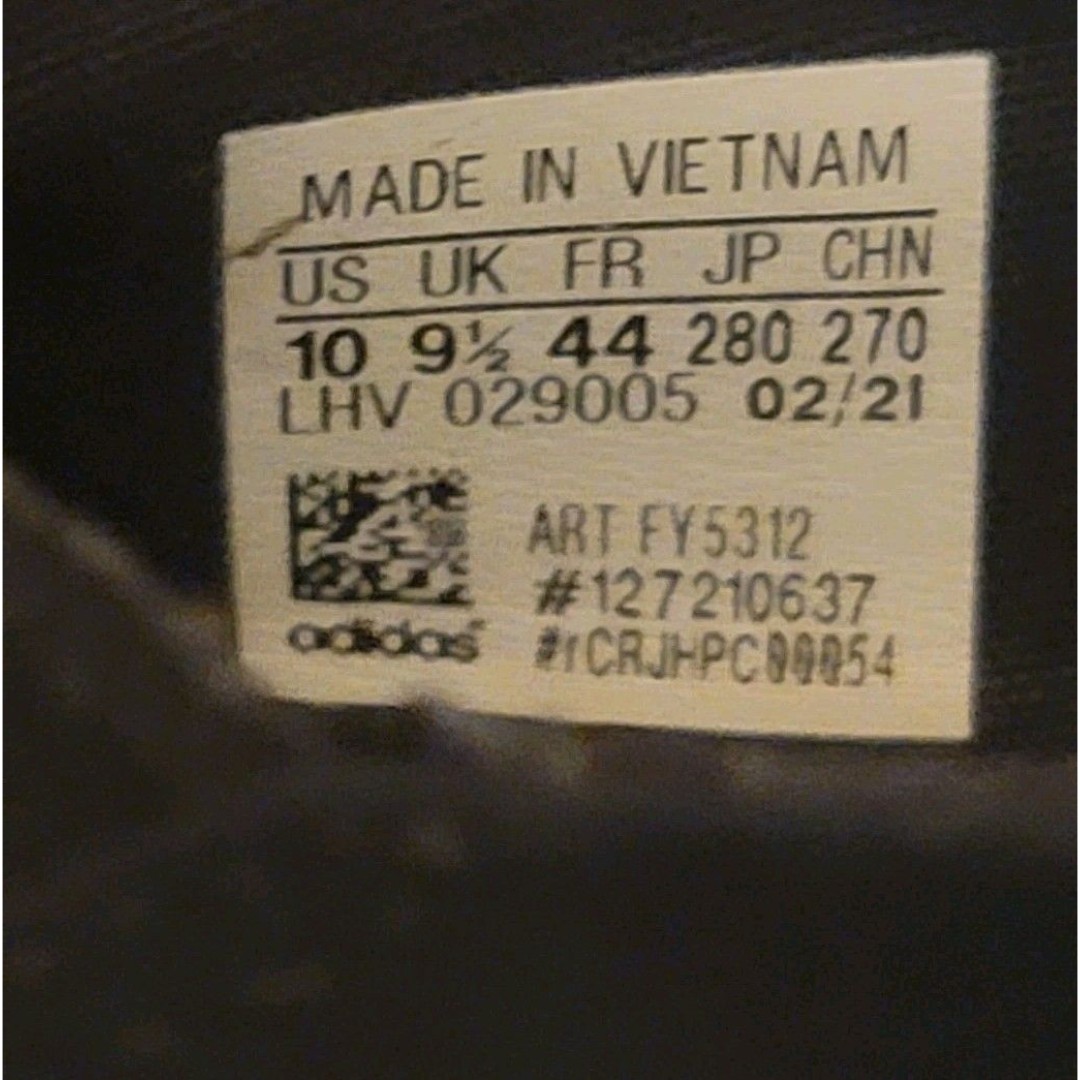 MADE IN VIETNAM
US UK FR JP CHN
10 9½ 44 280 270
LHV 029005 02/21
ART FY5312
#127210637
adidas